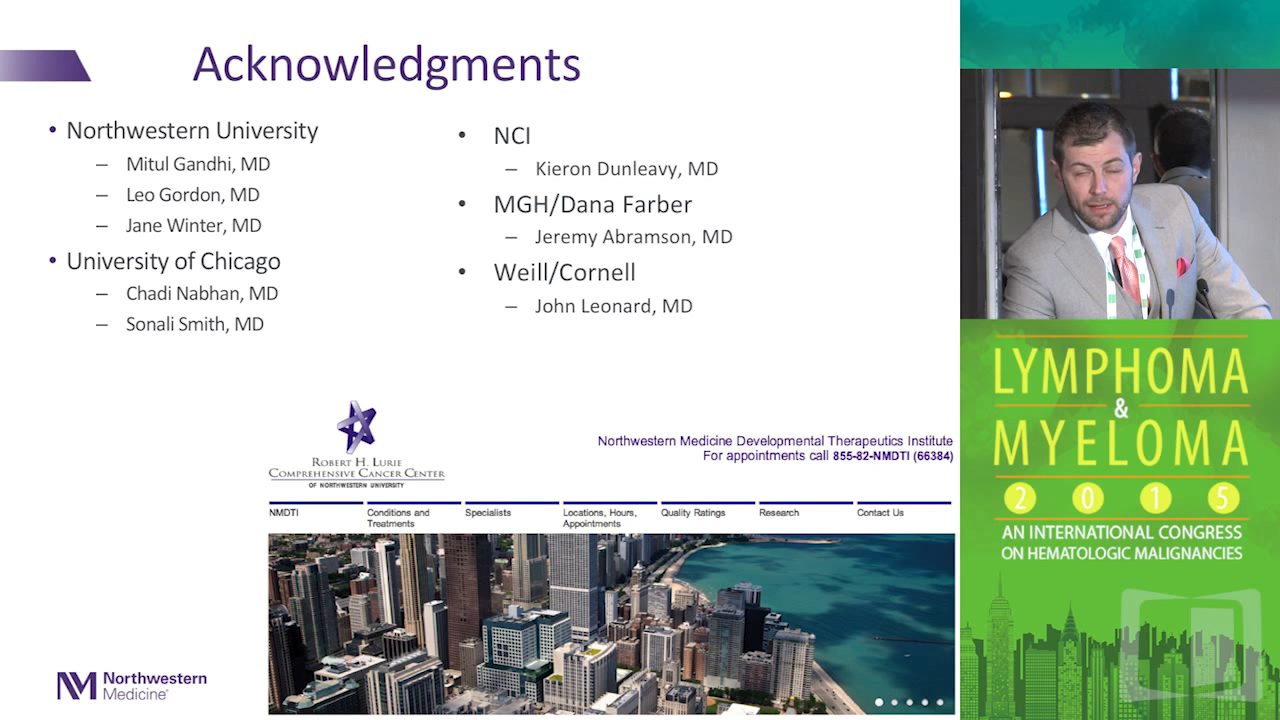 Acknowledgments
• Northwestern University
– Mitul Gandhi, MD
– Leo Gordon, MD
– Jane Winter, MD
• University of Chicago
– Chadi Nabhan, MD
– Sonali Smith, MD
• NCI
– Kieron Dunleavy, MD
• MGH/Dana Farber
– Jeremy Abramson, MD
• Weill/Cornell
– John Leonard, MD
ROBERT H. LURIE
COMPREHENSIVE CANCER CENTER
OF NORTHWESTERN UNIVERSITY
Northwestern Medicine Developmental Therapeutics Institute
For appointments call 855-82-NMDTI (66384)
NMDTI
Conditions and
Treatments
Specialists
Locations, Hours,
Appointments
Quality Ratings
Research
Contact Us
NM Northwestern
Medicine®
LYMPHOMA
&
MYELOMA
2015
AN INTERNATIONAL CONGRESS
ON HEMATOLOGIC MALIGNANCIES